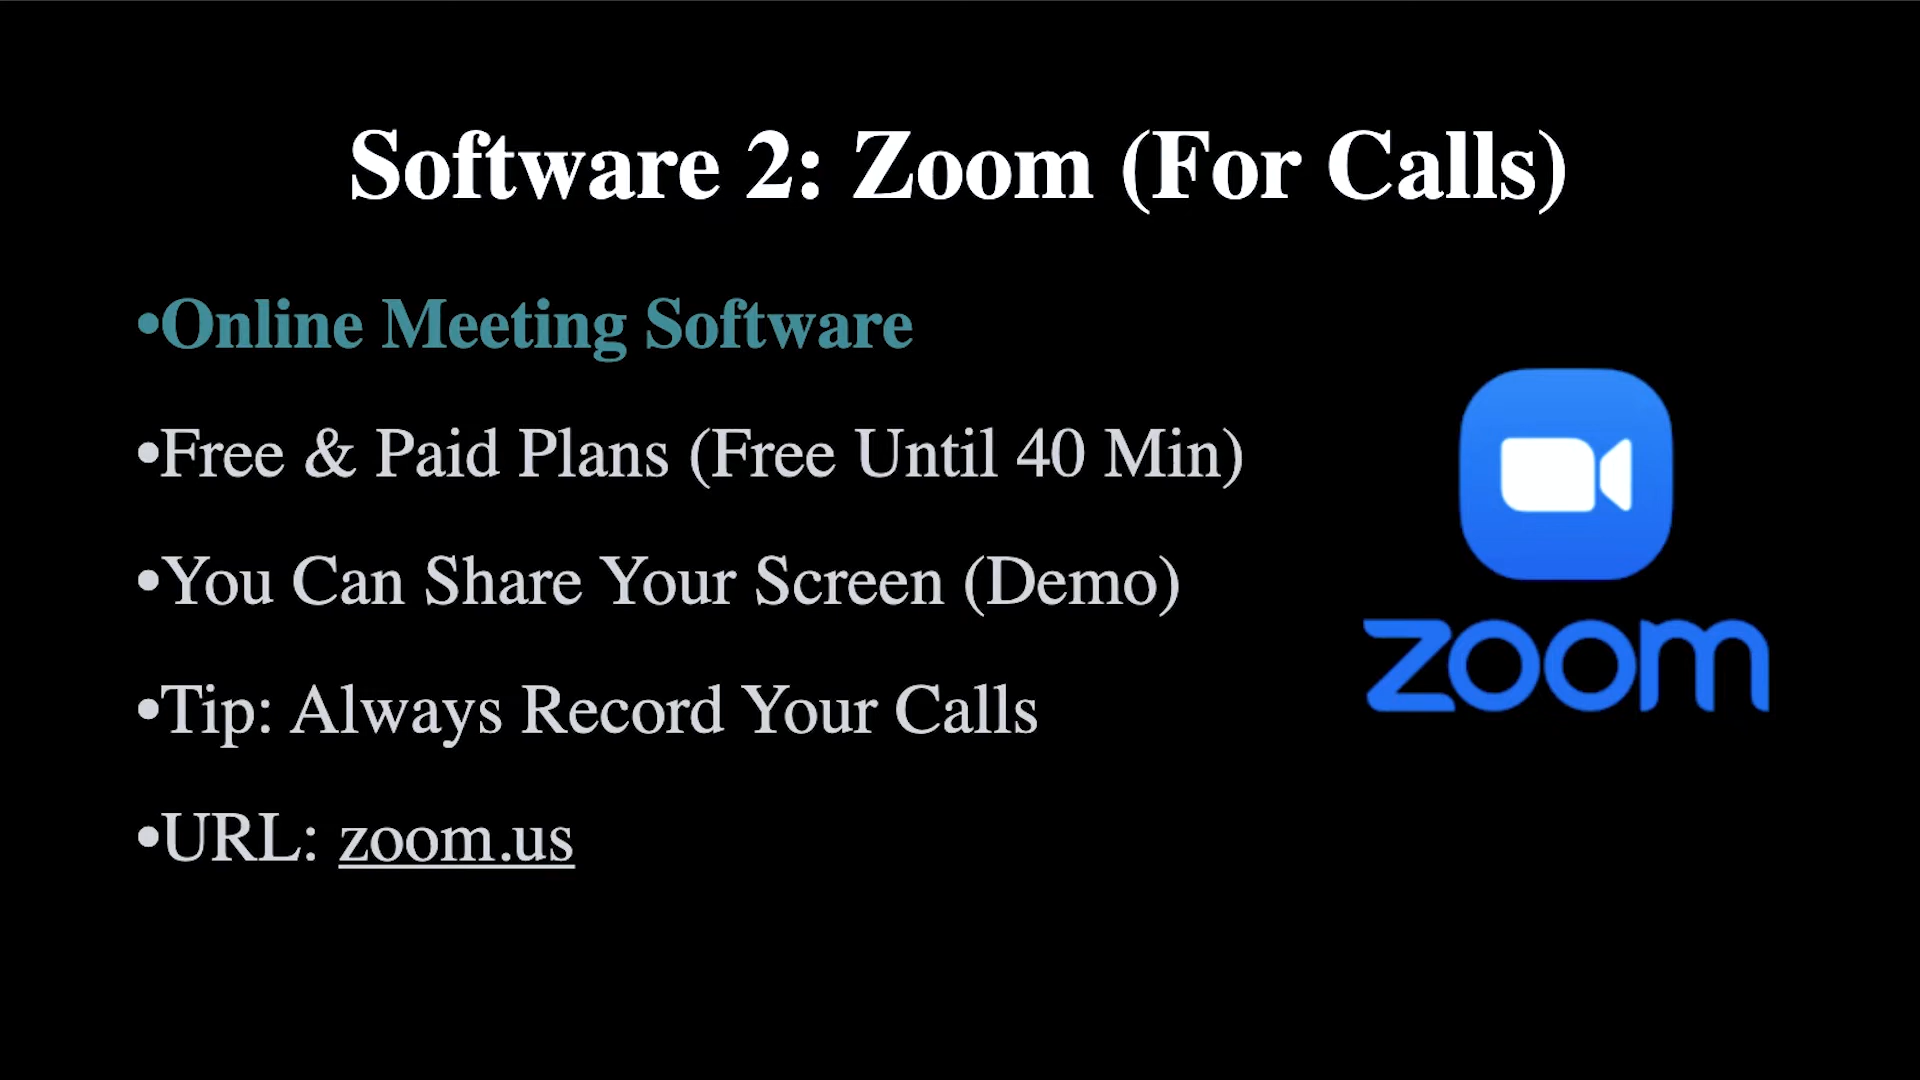 Software 2: Zoom (For Calls)
•Online Meeting Software
•Free & Paid Plans (Free Until 40 Min)
•You Can Share Your Screen (Demo)
•Tip: Always Record Your Calls
•URL: zoom.us
zoom